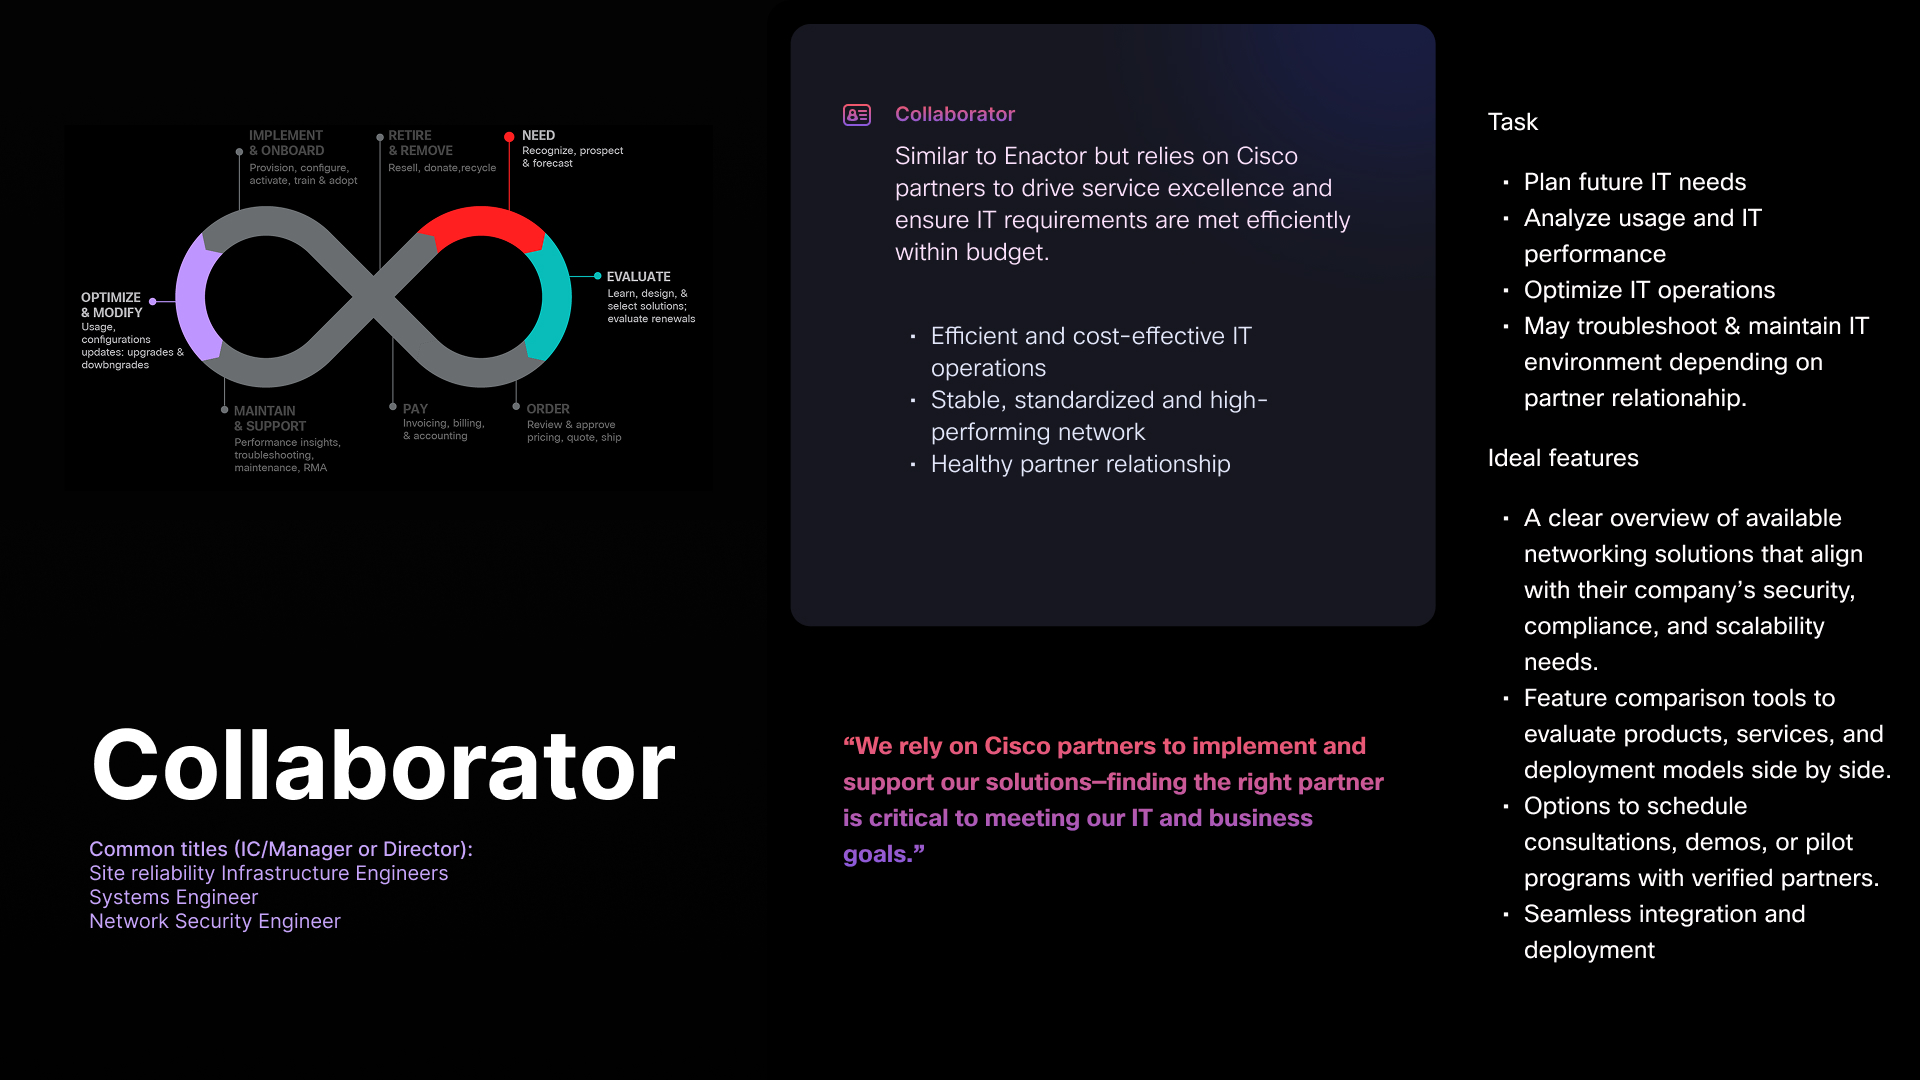 IMPLEMENT
& ONBOARD
Provision, configure,
activate, train & adopt
RETIRE
& REMOVE
Resell, donate,recycle
NEED
Recognize, prospect
& forecast
EVALUATE
Learn, design, &
select solutions;
evaluate renewals
OPTIMIZE
& MODIFY
Usage,
configurations
updates: upgrades &
dowbngrades
MAINTAIN
& SUPPORT
Performance insights,
troubleshooting,
maintenance, RMA
PAY
Invoicing, billing,
& accounting
ORDER
Review & approve
pricing, quote, ship
Collaborator
Common titles (IC/Manager or Director):
Site reliability Infrastructure Engineers
Systems Engineer
Network Security Engineer
Collaborator
Similar to Enactor but relies on Cisco
partners to drive service excellence and
ensure IT requirements are met efficiently
within budget.
· Efficient and cost-effective IT
operations
· Stable, standardized and high-
performing network
· Healthy partner relationship
“We rely on Cisco partners to implement and
support our solutions—finding the right partner
is critical to meeting our IT and business
goals.”
Task
· Plan future IT needs
· Analyze usage and IT
performance
· Optimize IT operations
· May troubleshoot & maintain IT
environment depending on
partner relationahip.
Ideal features
· A clear overview of available
networking solutions that align
with their company’s security,
compliance, and scalability
needs.
· Feature comparison tools to
evaluate products, services, and
deployment models side by side.
· Options to schedule
consultations, demos, or pilot
programs with verified partners.
· Seamless integration and
deployment